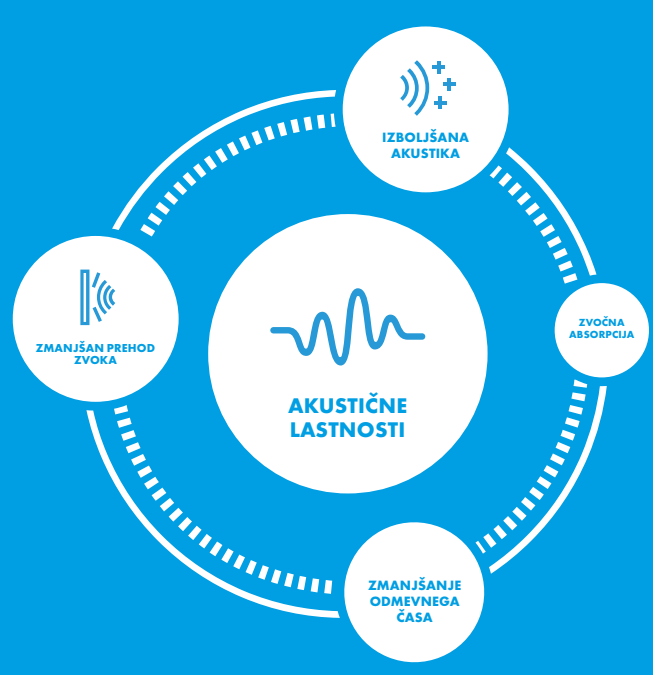 IZBOLJŠANA
AKUSTIKA
ZVOČNA
ABSORPCIJA
ZMANJŠAN PREHOD
ZVOKA
AKUSTIČNE
LASTNOSTI
ZMANJŠANJE
ODMEVNEGA
ČASA